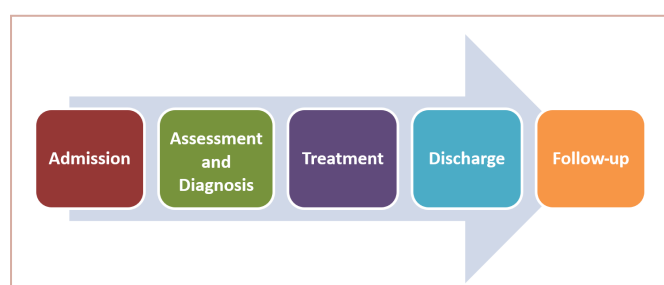 Admission
Assessment
and
Diagnosis
Treatment
Discharge
Follow-up